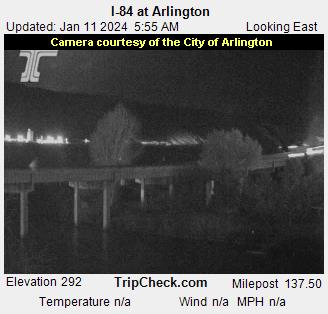 I-84 at Arlington
Updated: Jan 11 2024 5:55 AM Looking East
Camera courtesy of the City of Arlington
Elevation 292 TripCheck.com Milepost 137.50
Temperature n/a Wind n/a MPH n/a